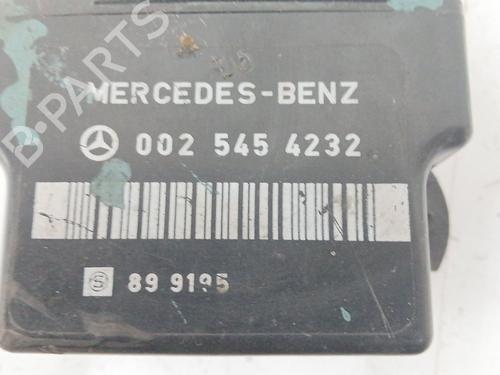 B-PARTS
MERCEDES-BENZ
002 545 4232
S 89 9195